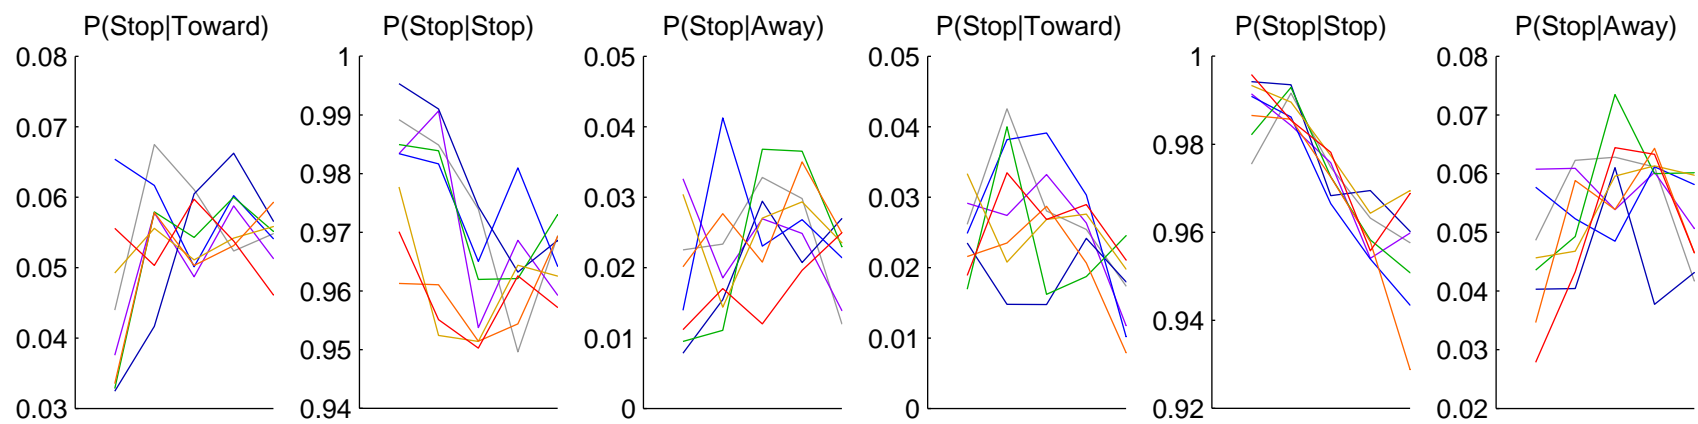 P(Stop|Toward) P(Stop|Stop) P(Stop|Away) P(Stop|Toward) P(Stop|Stop) P(Stop|Away)
0.08 1 0.05 0.05 1 0.08
0.07 0.99 0.04 0.04 0.98 0.07
0.06 0.98 0.03 0.03 0.96 0.06
0.05 0.97 0.02 0.02 0.94 0.05
0.04 0.96 0.01 0.01 0.92 0.04
0.03 0.95 0 0 0.03
0.94 0.02